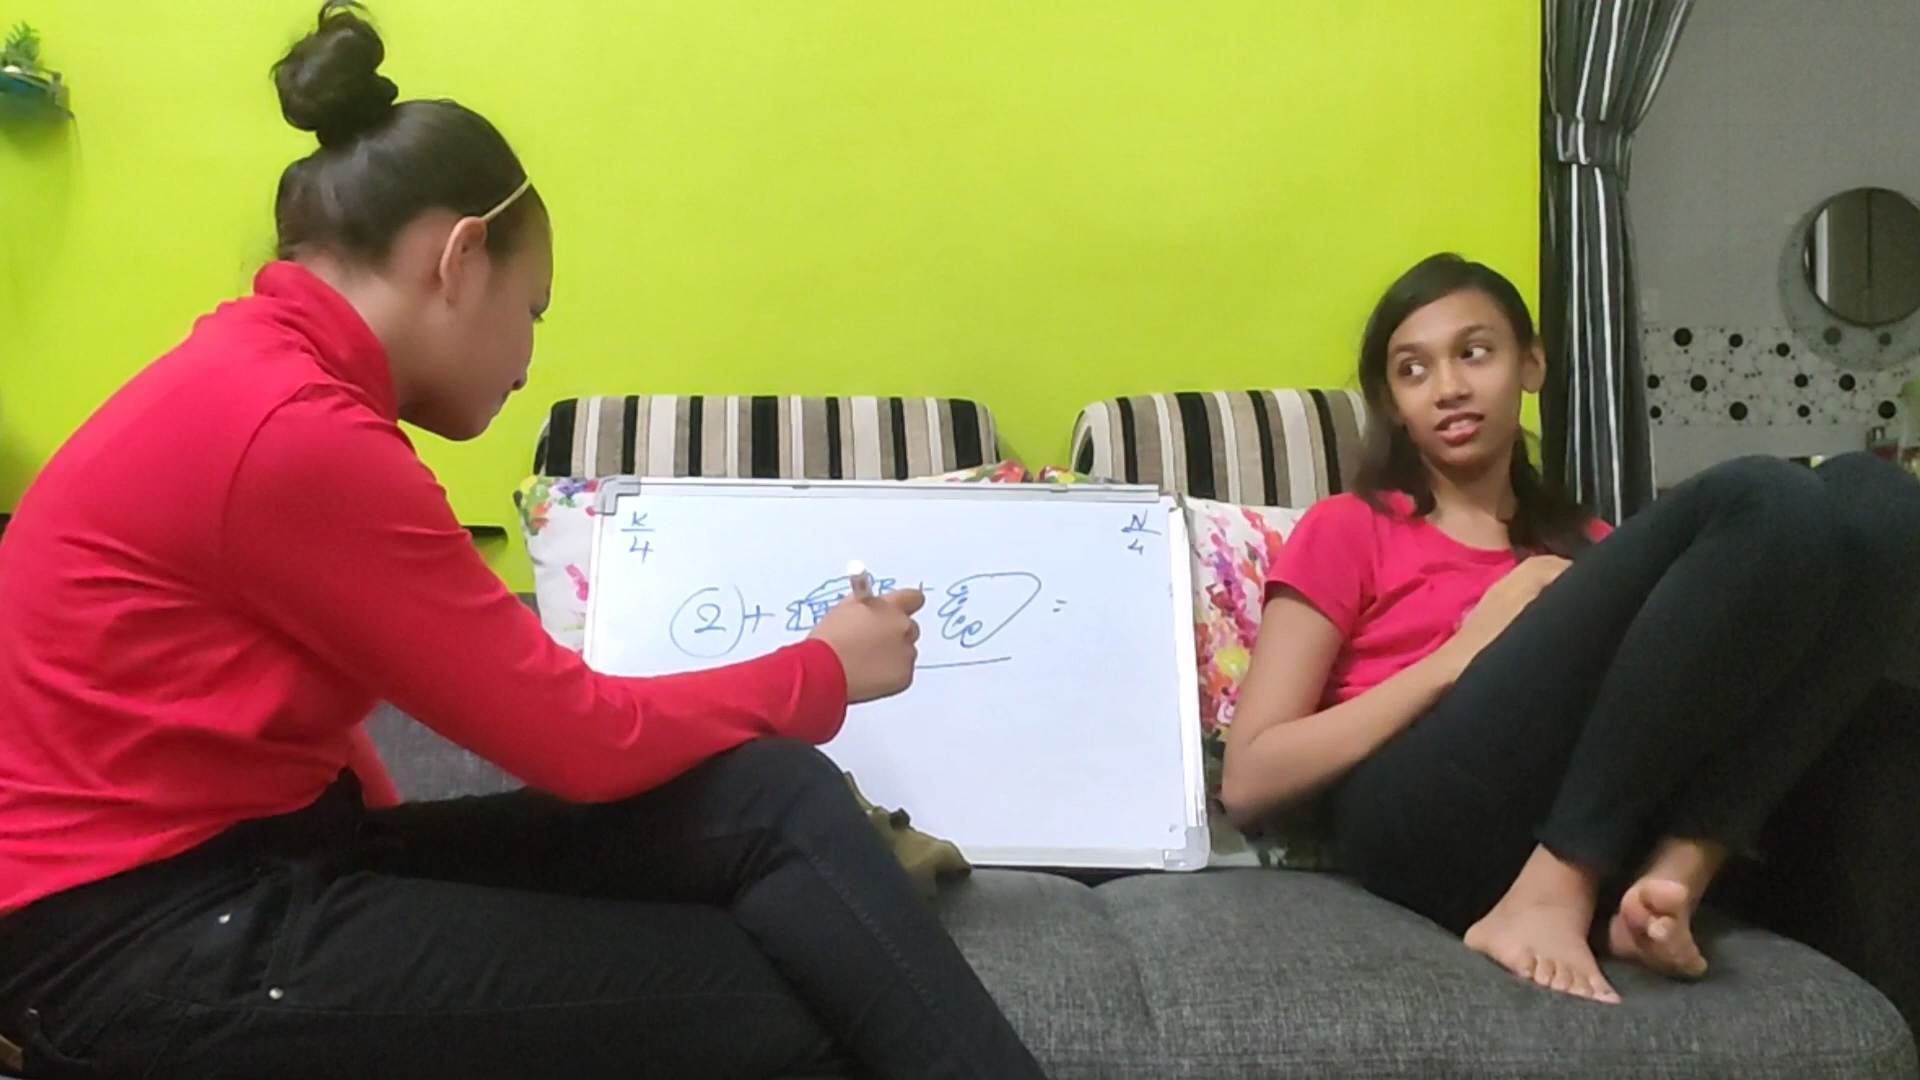 K/4 N/4
2 + + =